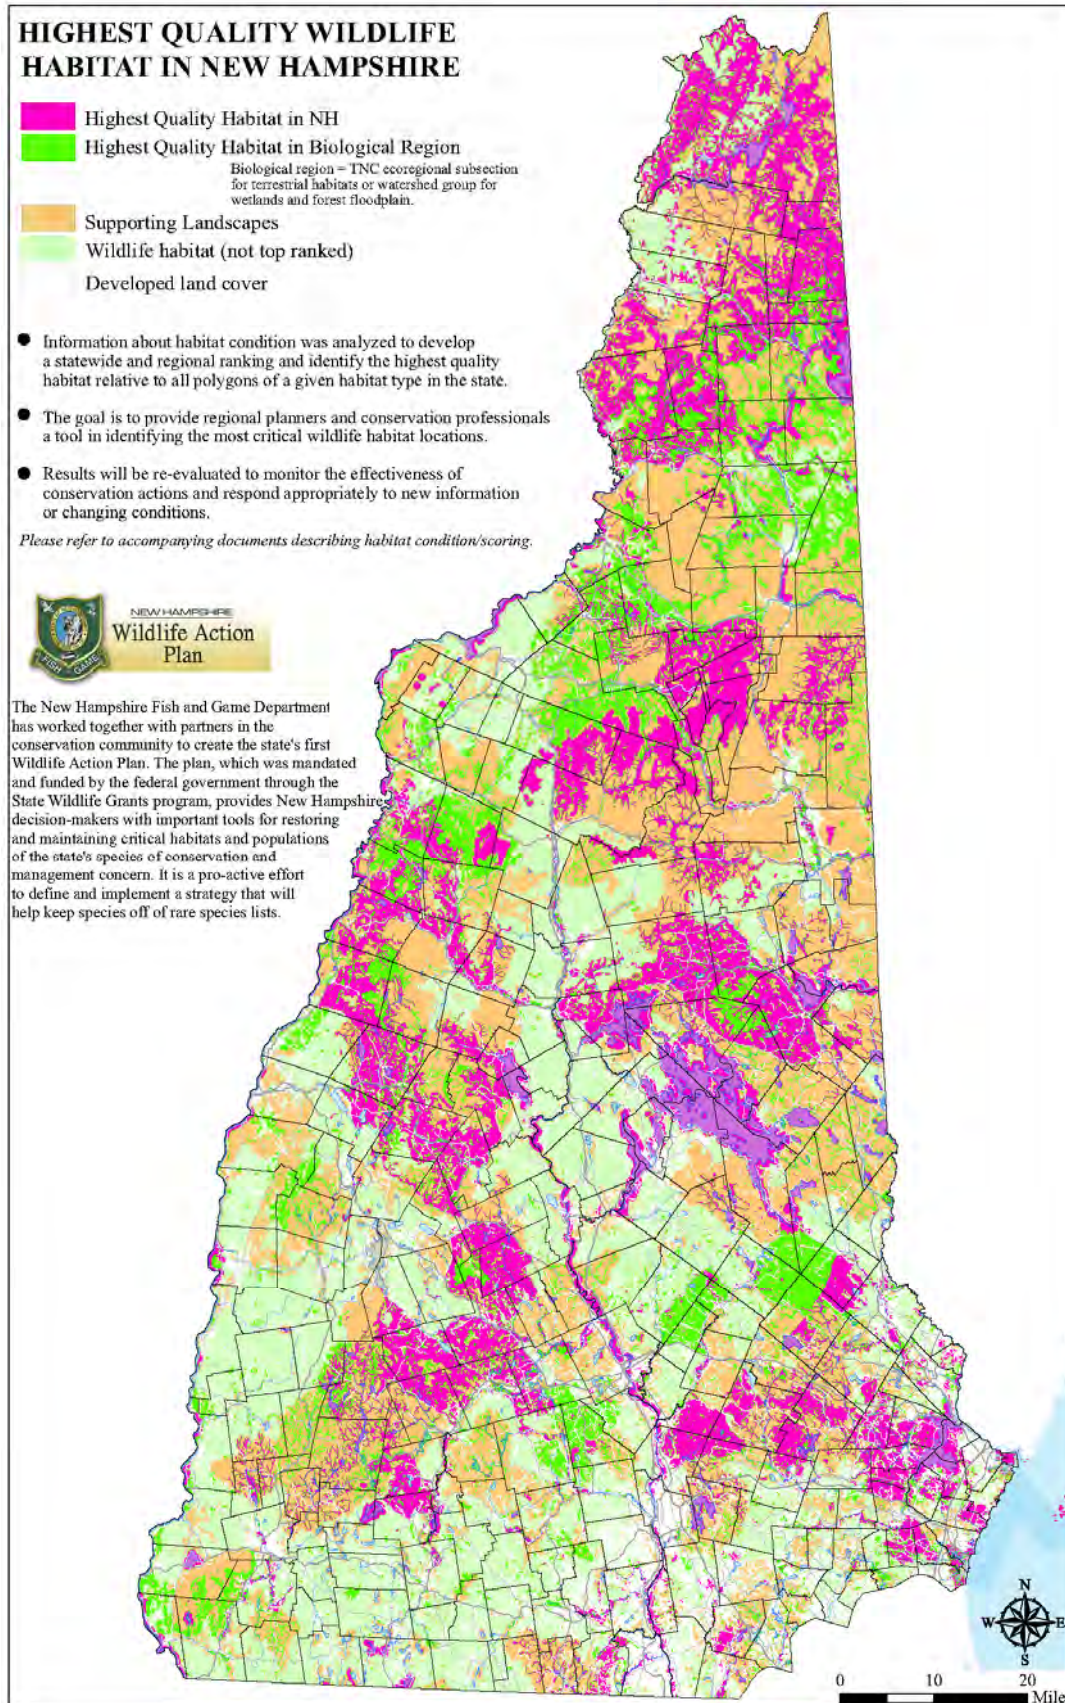 HIGHEST QUALITY WILDLIFE
HABITAT IN NEW HAMPSHIRE
Highest Quality Habitat in NH
Highest Quality Habitat in Biological Region
Biological region = TNC ecoregional subsection
for terrestrial habitats or watershed group for
wetlands and forest floodplain.
Supporting Landscapes
Wildlife habitat (not top ranked)
Developed land cover
● Information about habitat condition was analyzed to develop
a statewide and regional ranking and identify the highest quality
habitat relative to all polygons of a given habitat type in the state.
● The goal is to provide regional planners and conservation professionals
a tool in identifying the most critical wildlife habitat locations.
● Results will be re-evaluated to monitor the effectiveness of
conservation actions and respond appropriately to new information
or changing conditions.
Please refer to accompanying documents describing habitat condition/scoring.
FISH GAME
NEW HAMPSHIRE
Wildlife Action
Plan
The New Hampshire Fish and Game Department
has worked together with partners in the
conservation community to create the state's first
Wildlife Action Plan. The plan, which was mandated
and funded by the federal government through the
State Wildlife Grants program, provides New Hampshire
decision-makers with important tools for restoring
and maintaining critical habitats and populations
of the state's species of conservation and
management concern. It is a pro-active effort
to define and implement a strategy that will
help keep species off of rare species lists.
N
W E
S
0 10 20
Mile